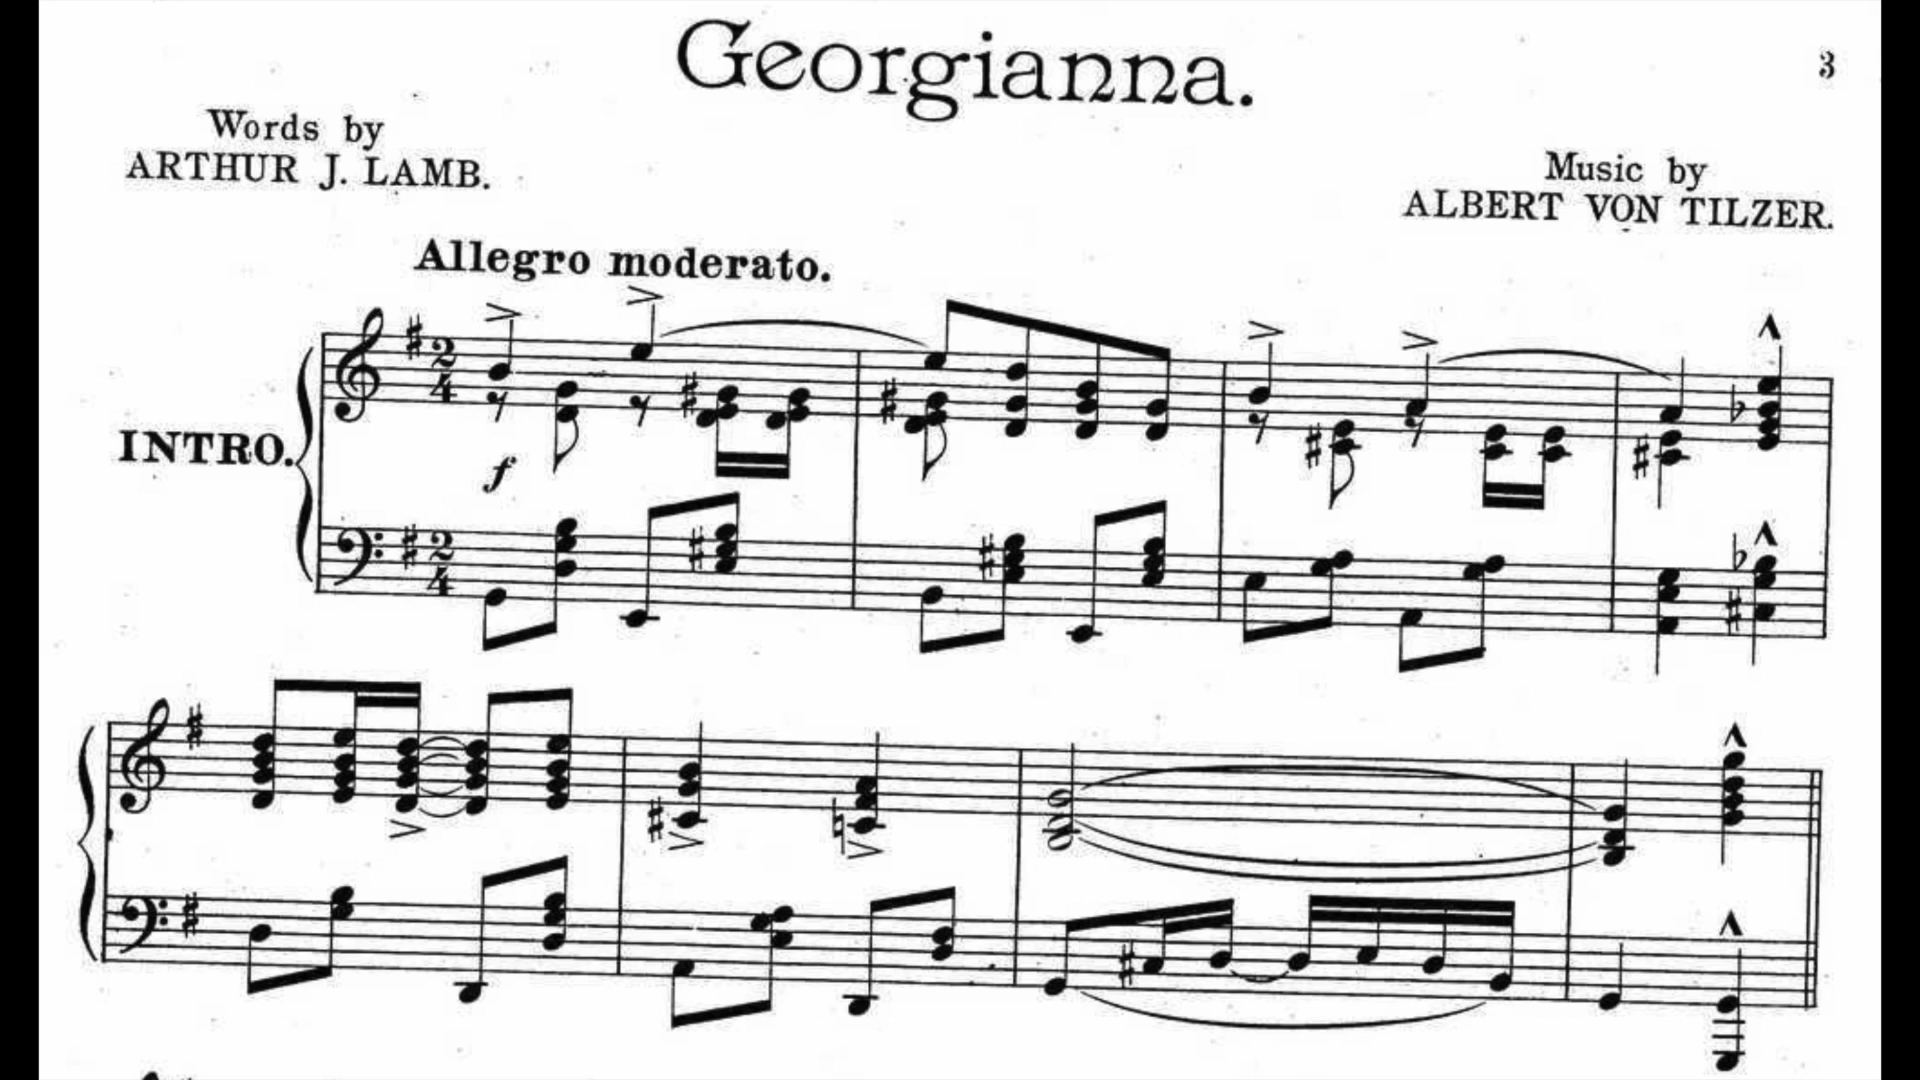 Georgianna.
3
Words by
ARTHUR J. LAMB.
Music by
ALBERT VON TILZER.
Allegro moderato.
INTRO.
f